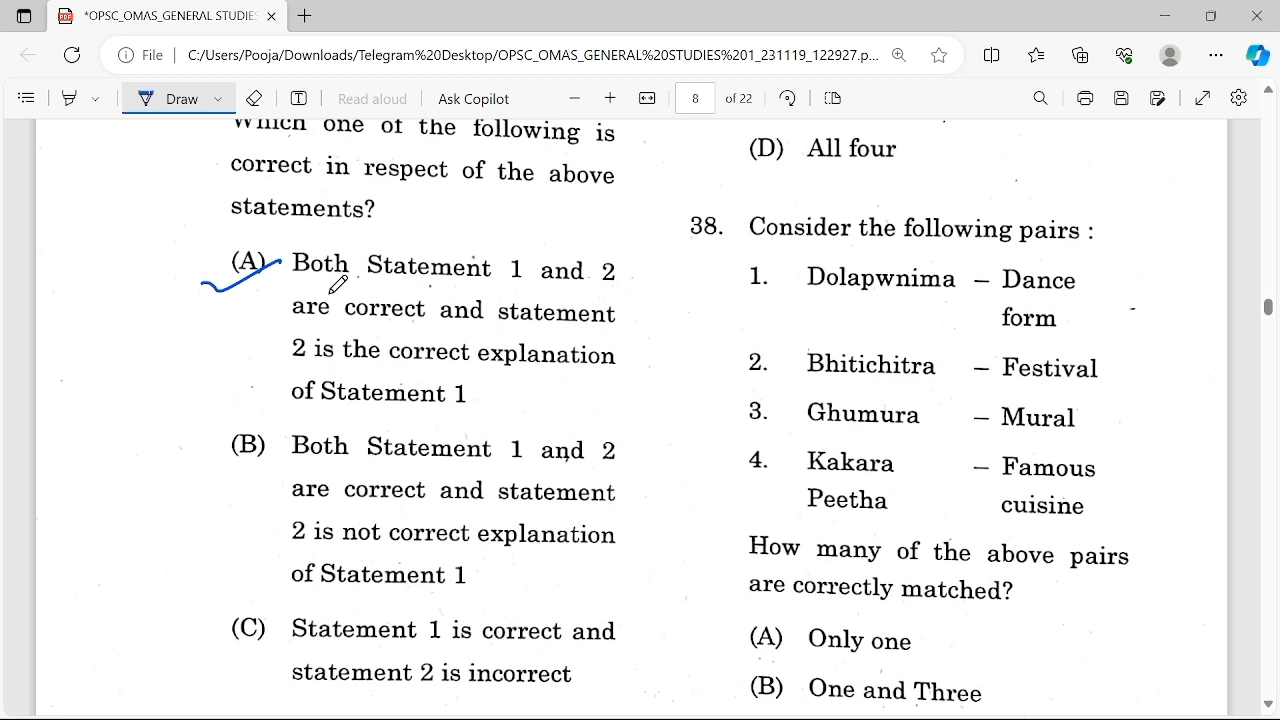 *OPSC_OMAS_GENERAL STUDIES
File
C:/Users/Pooja/Downloads/Telegram%20Desktop/OPSC_OMAS_GENERAL%20STUDIES%201_231119_122927.p...
Draw
Read aloud
Ask Copilot
8
of 22
Which one of the following is
correct in respect of the above
statements?
(A) Both Statement 1 and 2
are correct and statement
2 is the correct explanation
of Statement 1
(B) Both Statement 1 and 2
are correct and statement
2 is not correct explanation
of Statement 1
(C) Statement 1 is correct and
statement 2 is incorrect
(D) All four
38. Consider the following pairs :
1. Dolapwnima – Dance
form
2. Bhitichitra – Festival
3. Ghumura – Mural
4. Kakara – Famous
Peetha cuisine
How many of the above pairs
are correctly matched?
(A) Only one
(B) One and Three